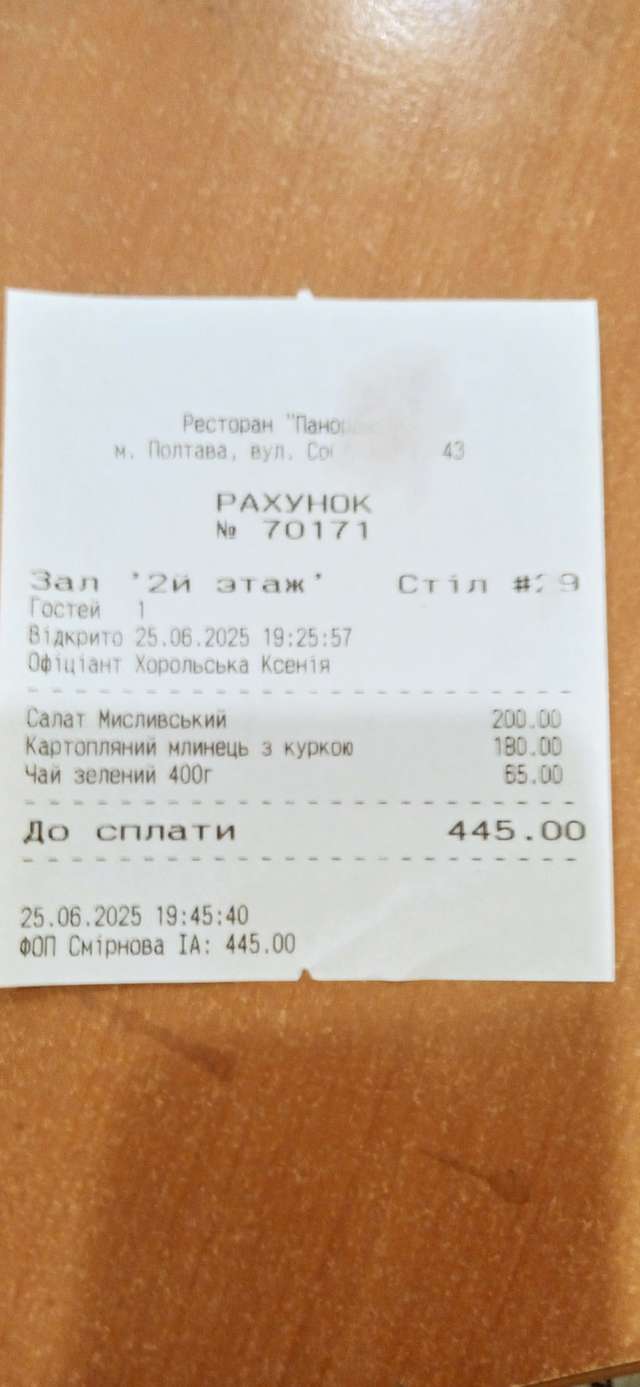 Ресторан
м. Полтава, вул. 43
РАХУНОК
№ 70171
Зал '2й этаж' Стіл
Гостей 1
Відкрито 25.06.2025 19:25:57
Офіціант Хорольська Ксенія
Салат Мисливський 200.00
Картопляний млинець з куркою 180.00
Чай зелений 400г 65.00
До сплати 445.00
25.06.2025 19:45:40
ФОП Смірнова ІА: 445.00